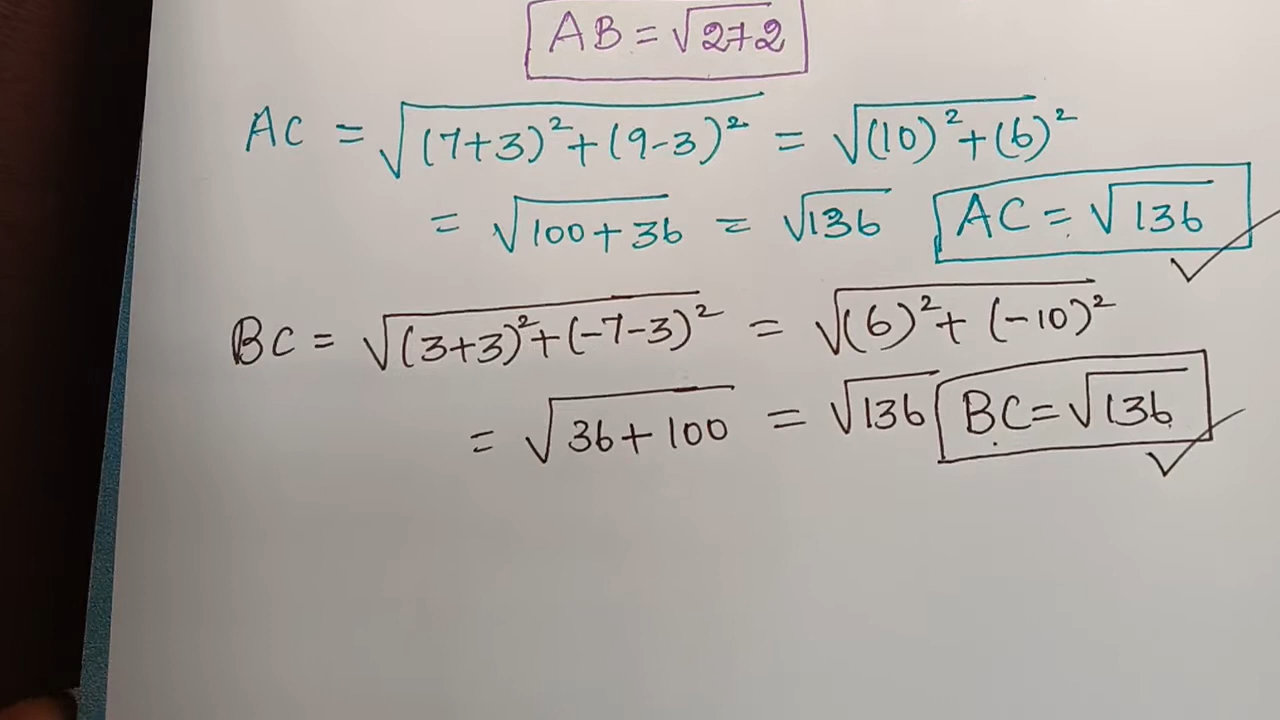 AB = √272
AC = √(7+3)²+(9-3)² = √(10)²+(6)²
= √100+36 = √136 AC = √136
BC = √(3+3)²+(-7-3)² = √(6)²+(-10)²
= √36+100 = √136 BC = √136